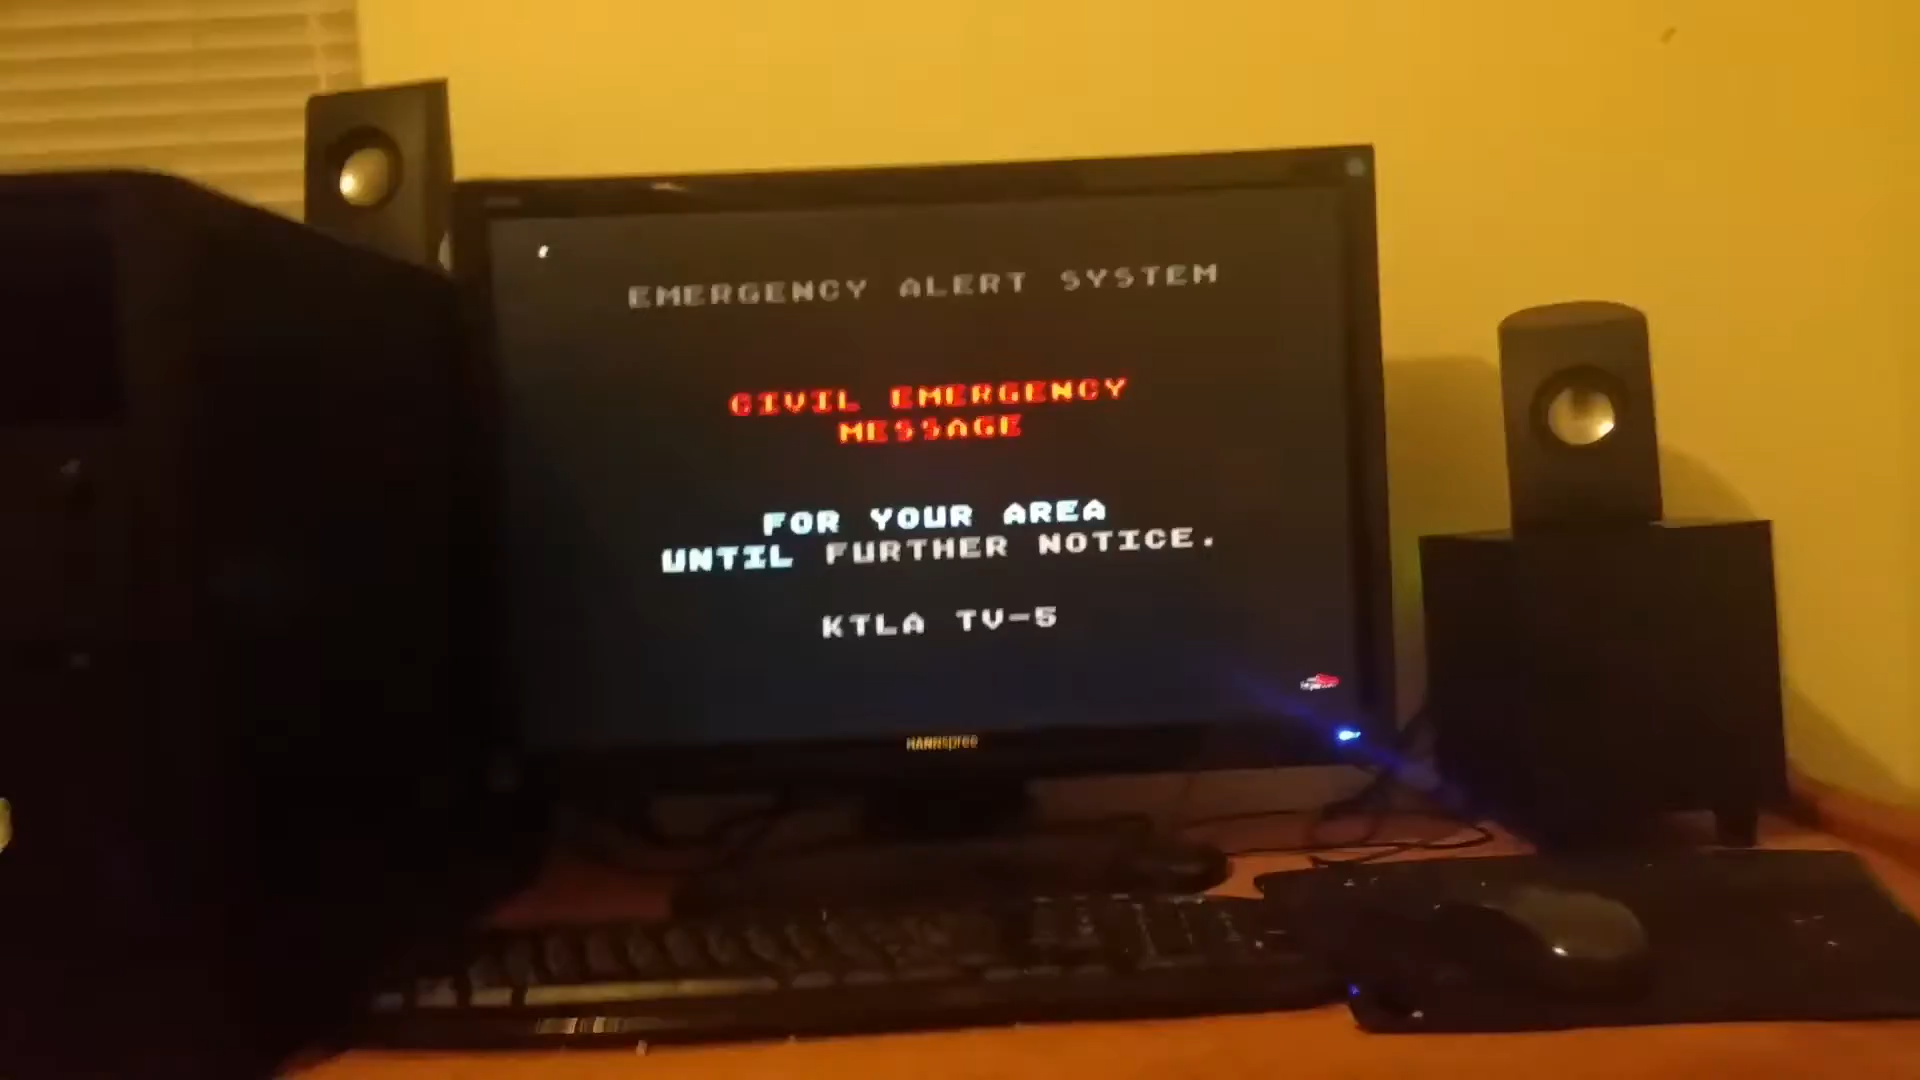 EMERGENCY ALERT SYSTEM
CIVIL EMERGENCY
MESSAGE
FOR YOUR AREA
UNTIL FURTHER NOTICE.
KTLA TV-5
HANNSpree